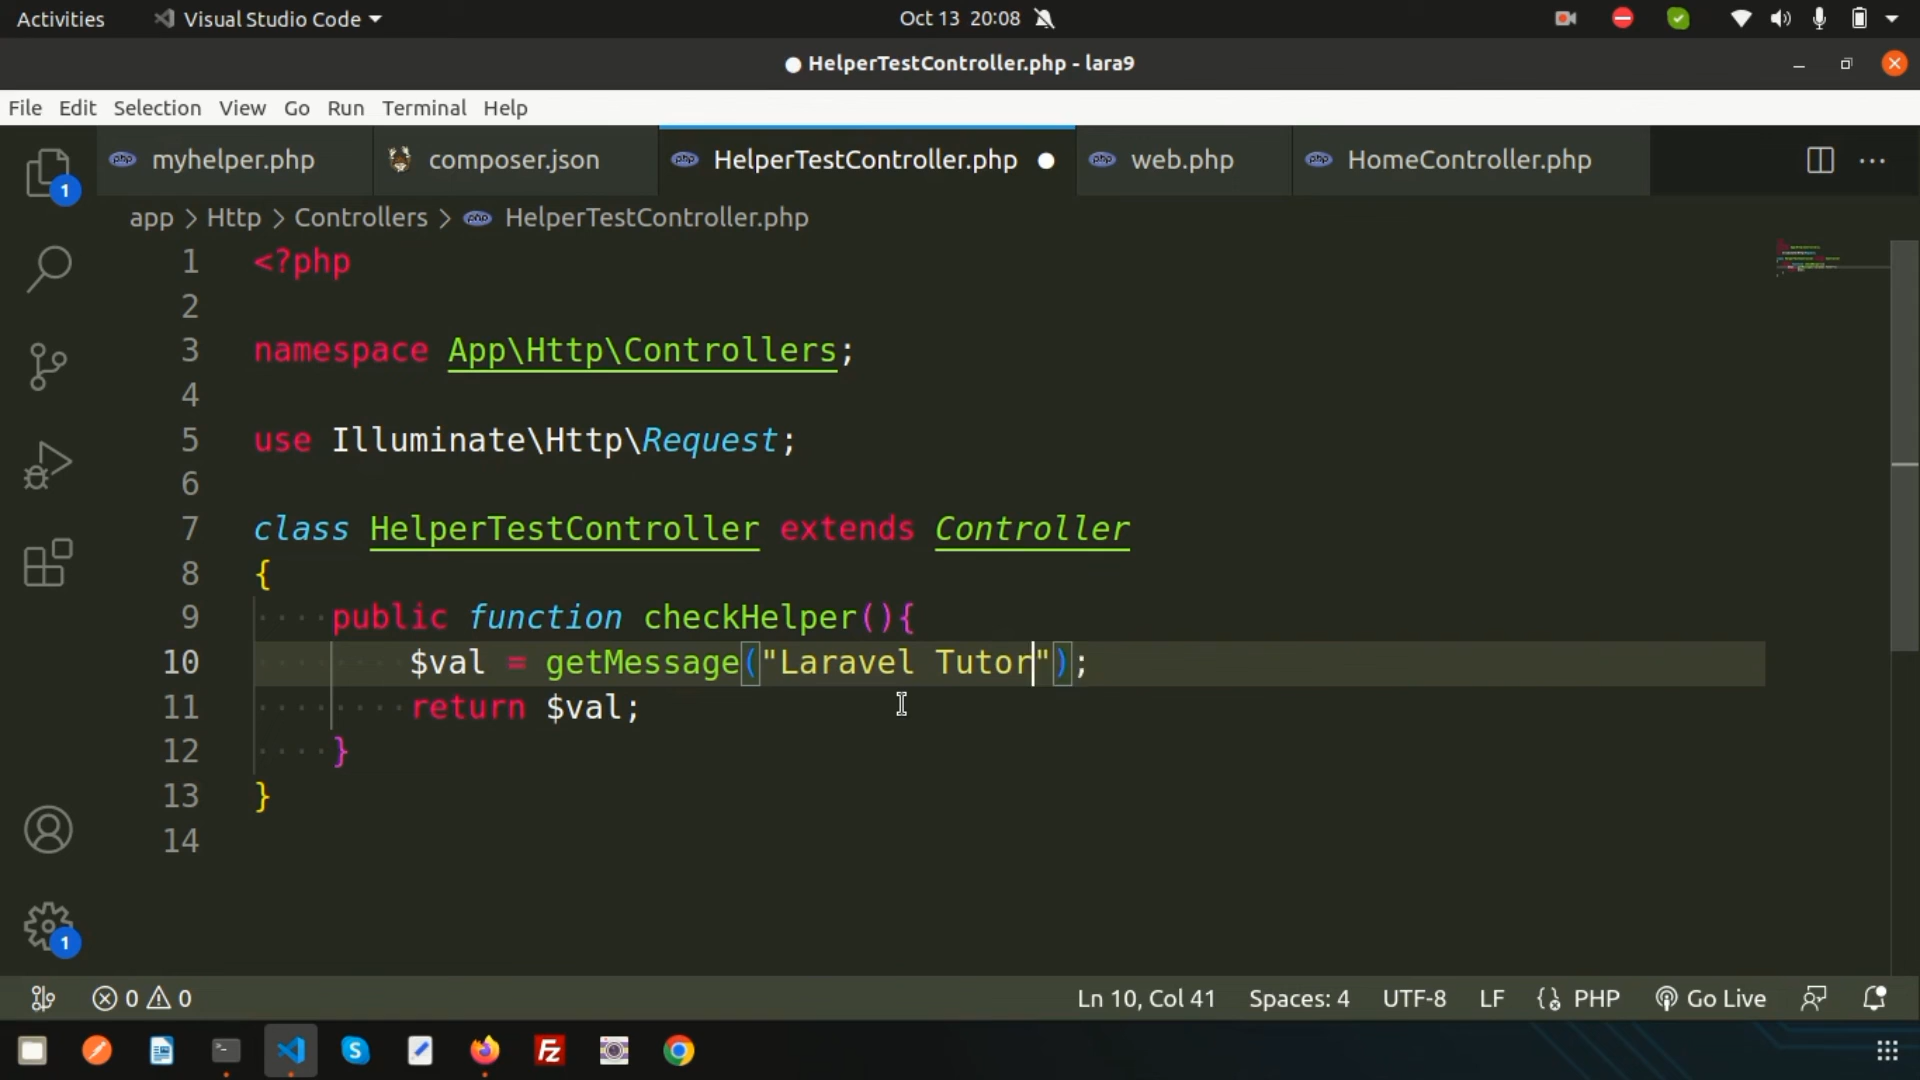 Activities Visual Studio Code Oct 13 20:08
HelperTestController.php - lara9
File Edit Selection View Go Run Terminal Help
myhelper.php composer.json HelperTestController.php web.php HomeController.php
app > Http > Controllers > HelperTestController.php
1 <?php
2
3 namespace App\Http\Controllers;
4
5 use Illuminate\Http\Request;
6
7 class HelperTestController extends Controller
8 {
9 public function checkHelper(){
10 $val = getMessage("Laravel Tutor");
11 return $val;
12 }
13 }
14
1
1
0 0 Ln 10, Col 41 Spaces: 4 UTF-8 LF PHP Go Live